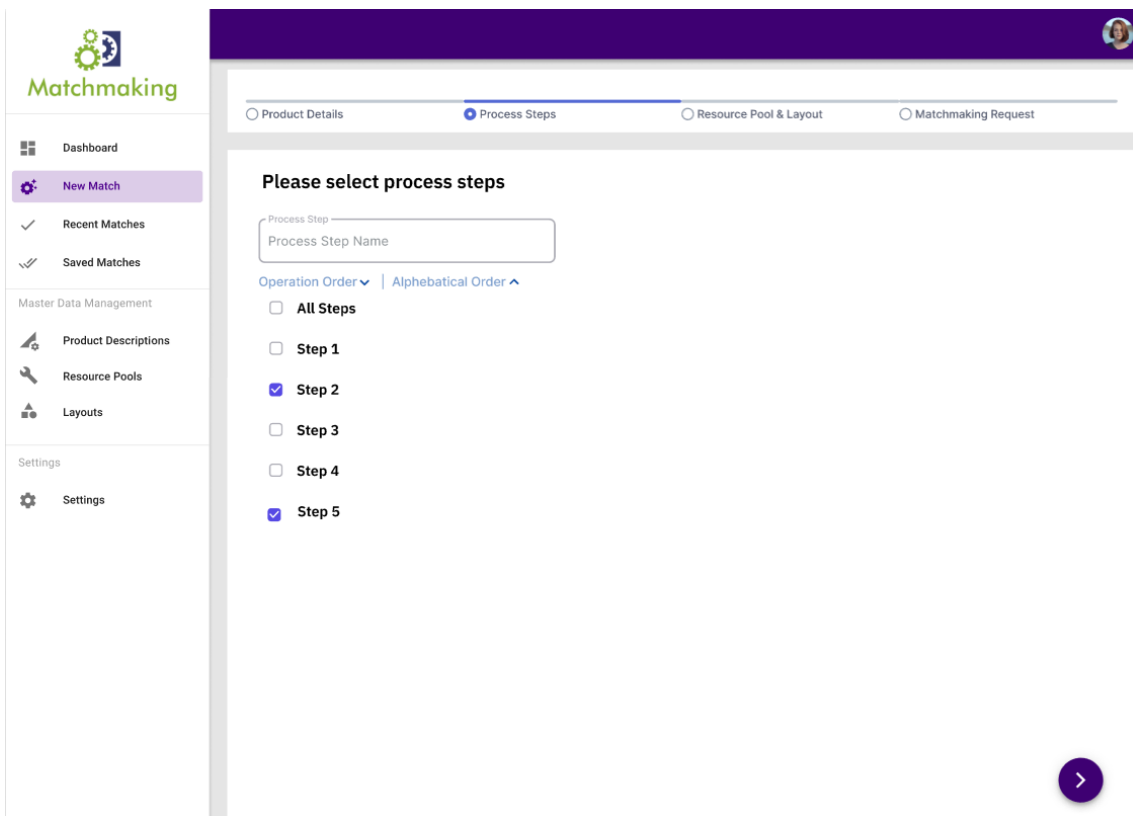 Matchmaking
Dashboard
New Match
Recent Matches
Saved Matches
Master Data Management
Product Descriptions
Resource Pools
Layouts
Settings
Settings
Product Details
Process Steps
Resource Pool & Layout
Matchmaking Request
Please select process steps
Process Step
Process Step Name
Operation Order | Alphebatical Order
All Steps
Step 1
Step 2
Step 3
Step 4
Step 5